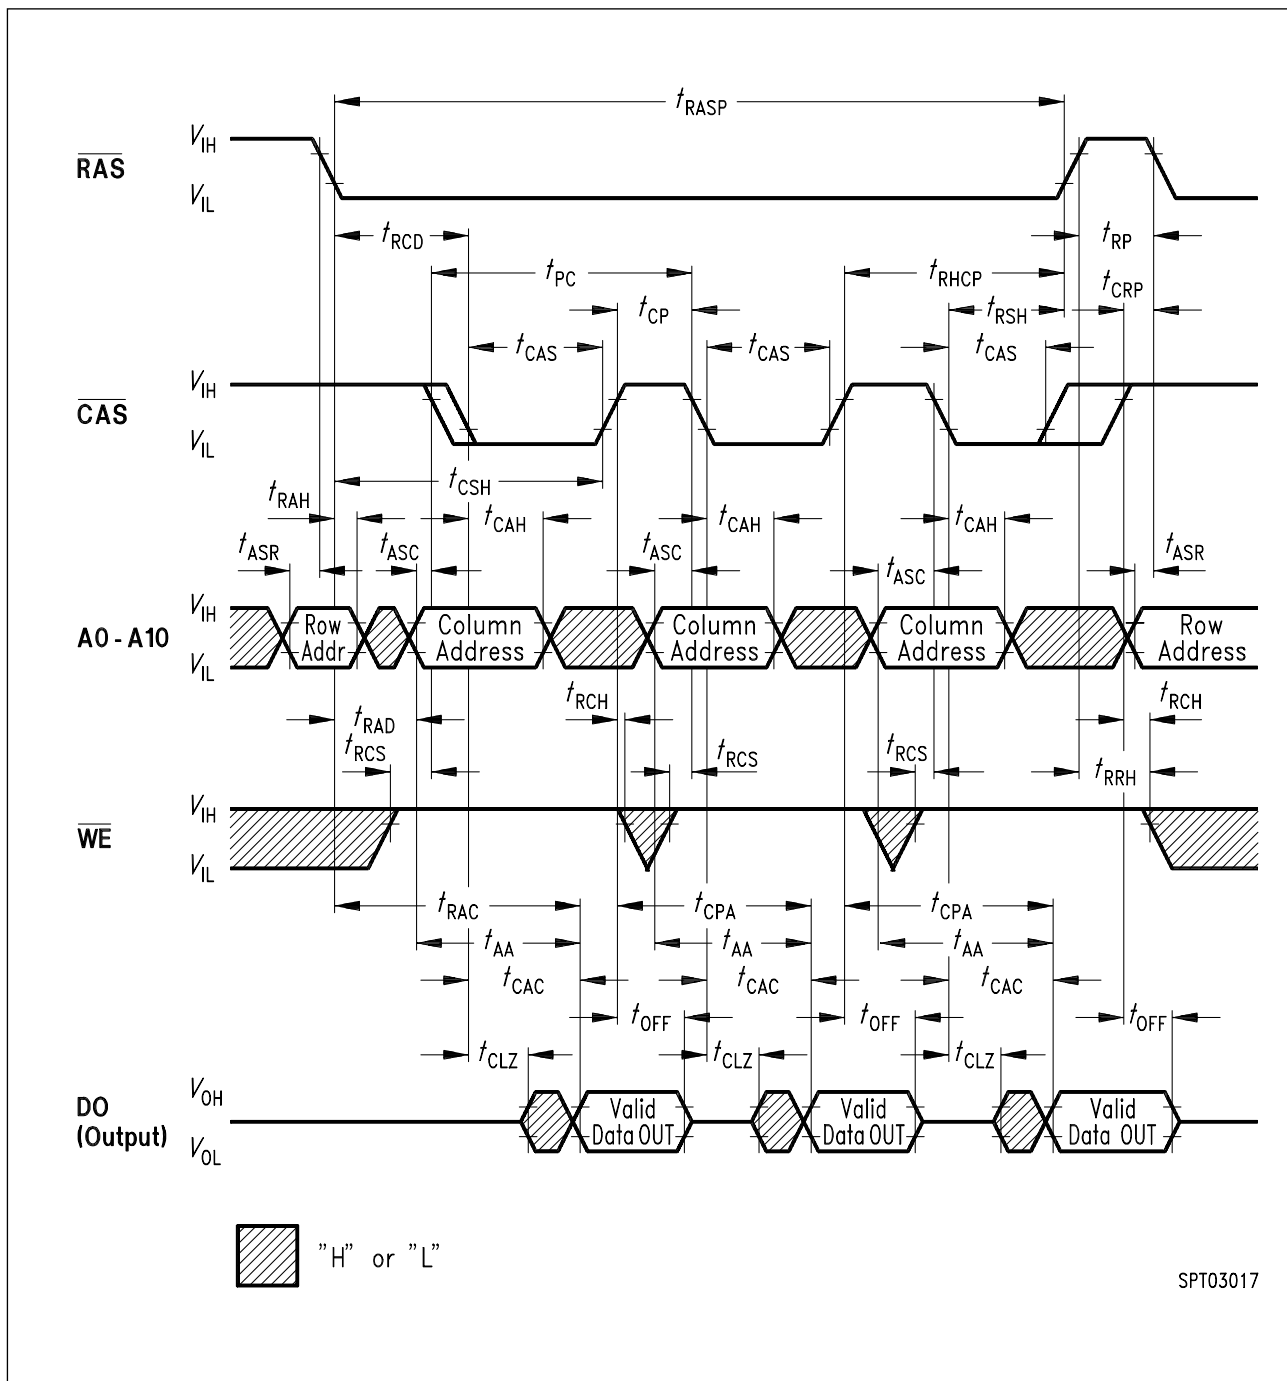 tRASP
VIH
RAS
VIL
tRCD
tRP
tPC
tRHCP
tCRP
tCP
tRSH
tCAS
tCAS
tCAS
VIH
CAS
VIL
tCSH
tRAH
tCAH
tCAH
tCAH
tASR
tASC
tASC
tASC
tASR
VIH
A0 - A10
VIL
Row
Addr
Column
Address
Column
Address
Column
Address
Row
Address
tRCH
tRCH
tRAD
tRCS
tRCS
tRCS
tRRH
VIH
WE
VIL
tRAC
tCPA
tCPA
tAA
tAA
tAA
tCAC
tCAC
tCAC
tOFF
tOFF
tOFF
tCLZ
tCLZ
tCLZ
VOH
DO
(Output)
VOL
Valid
Data OUT
Valid
Data OUT
Valid
Data OUT
"H" or "L"
SPT03017